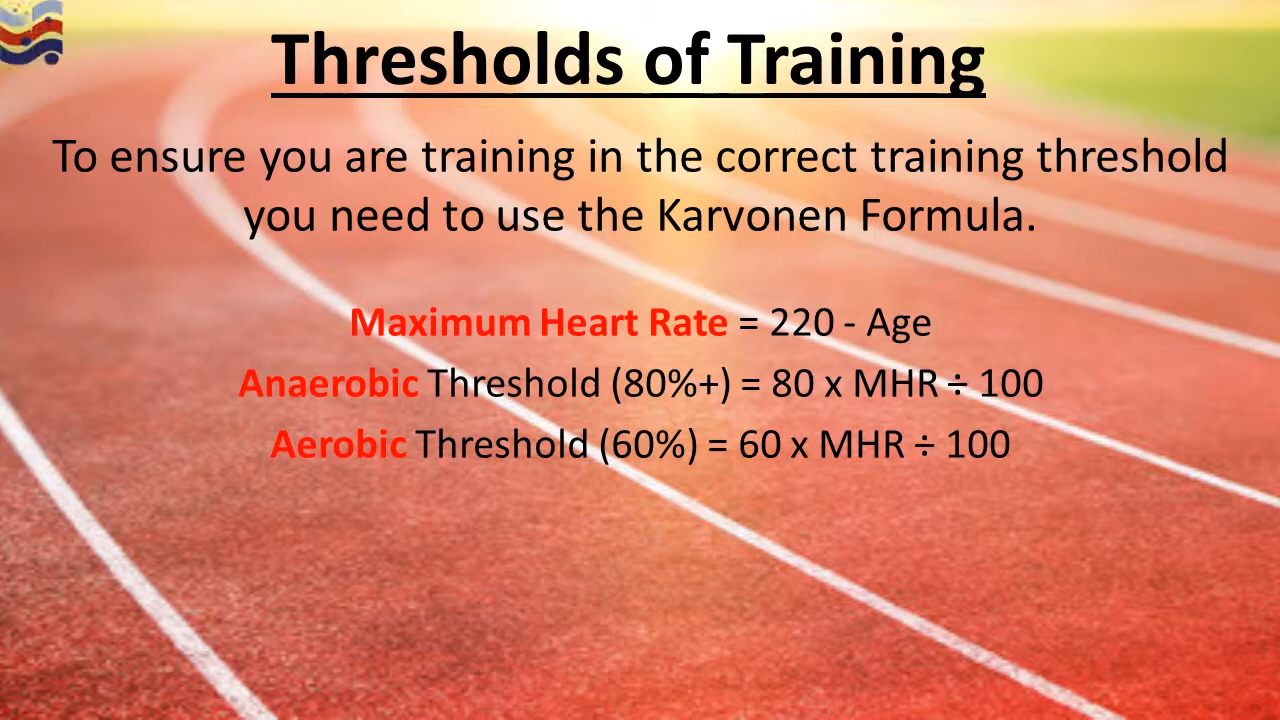 Thresholds of Training
To ensure you are training in the correct training threshold
you need to use the Karvonen Formula.
Maximum Heart Rate = 220 - Age
Anaerobic Threshold (80%+) = 80 x MHR ÷ 100
Aerobic Threshold (60%) = 60 x MHR ÷ 100